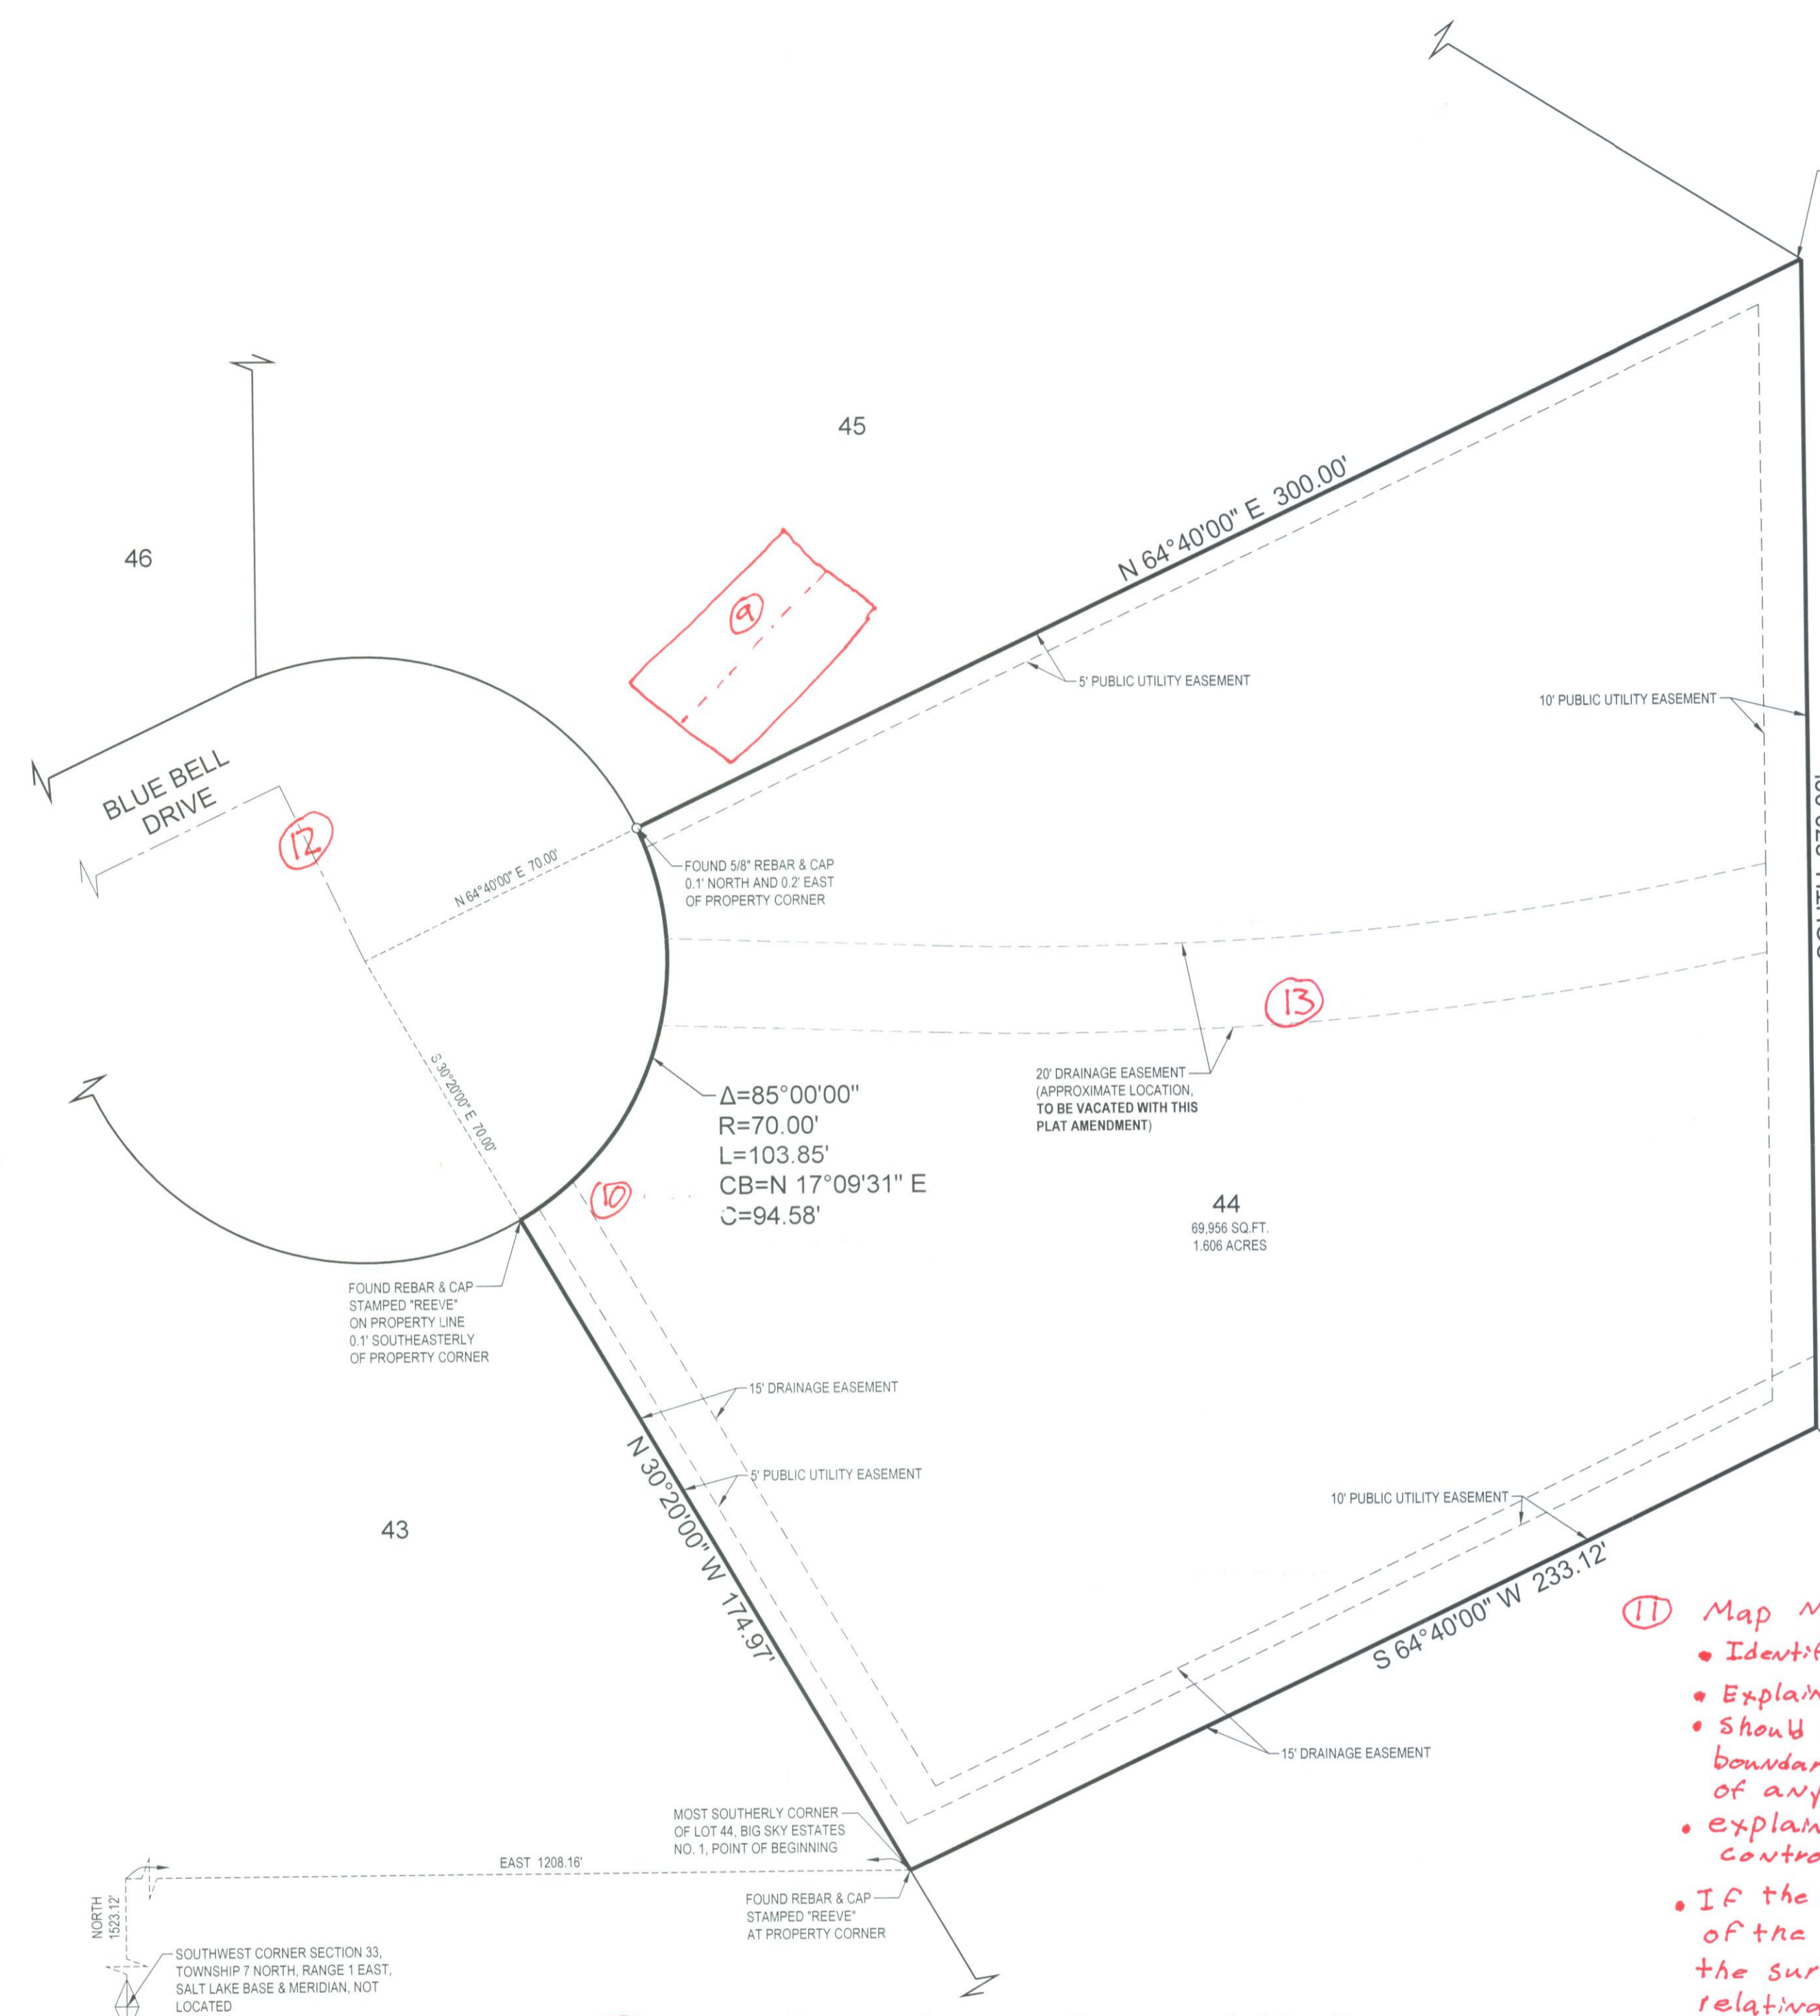 45
N 64°40'00" E 300.00'
46
9
5' PUBLIC UTILITY EASEMENT
10' PUBLIC UTILITY EASEMENT
BLUE BELL
DRIVE
12
N 64°40'00" E 70.00'
FOUND 5/8" REBAR & CAP
0.1' NORTH AND 0.2' EAST
OF PROPERTY CORNER
13
20' DRAINAGE EASEMENT
(APPROXIMATE LOCATION,
TO BE VACATED WITH THIS
PLAT AMENDMENT)
S 30°20'00" E 70.00'
Δ=85°00'00"
R=70.00'
L=103.85'
CB=N 17°09'31" E
C=94.58'
10
44
69,956 SQ.FT.
1.606 ACRES
FOUND REBAR & CAP
STAMPED "REEVE"
ON PROPERTY LINE
0.1' SOUTHEASTERLY
OF PROPERTY CORNER
15' DRAINAGE EASEMENT
N 30°20'00" W 174.97'
5' PUBLIC UTILITY EASEMENT
43
10' PUBLIC UTILITY EASEMENT
S 64°40'00" W 233.12'
15' DRAINAGE EASEMENT
MOST SOUTHERLY CORNER
OF LOT 44, BIG SKY ESTATES
NO. 1, POINT OF BEGINNING
EAST 1208.16'
NORTH
1523.12'
FOUND REBAR & CAP
STAMPED "REEVE"
AT PROPERTY CORNER
SOUTHWEST CORNER SECTION 33,
TOWNSHIP 7 NORTH, RANGE 1 EAST,
SALT LAKE BASE & MERIDIAN, NOT
LOCATED
11 Map N
• Identi
• Explain
• Should
boundar
of any
• explain
contro
• If the
of the
the sur
relating